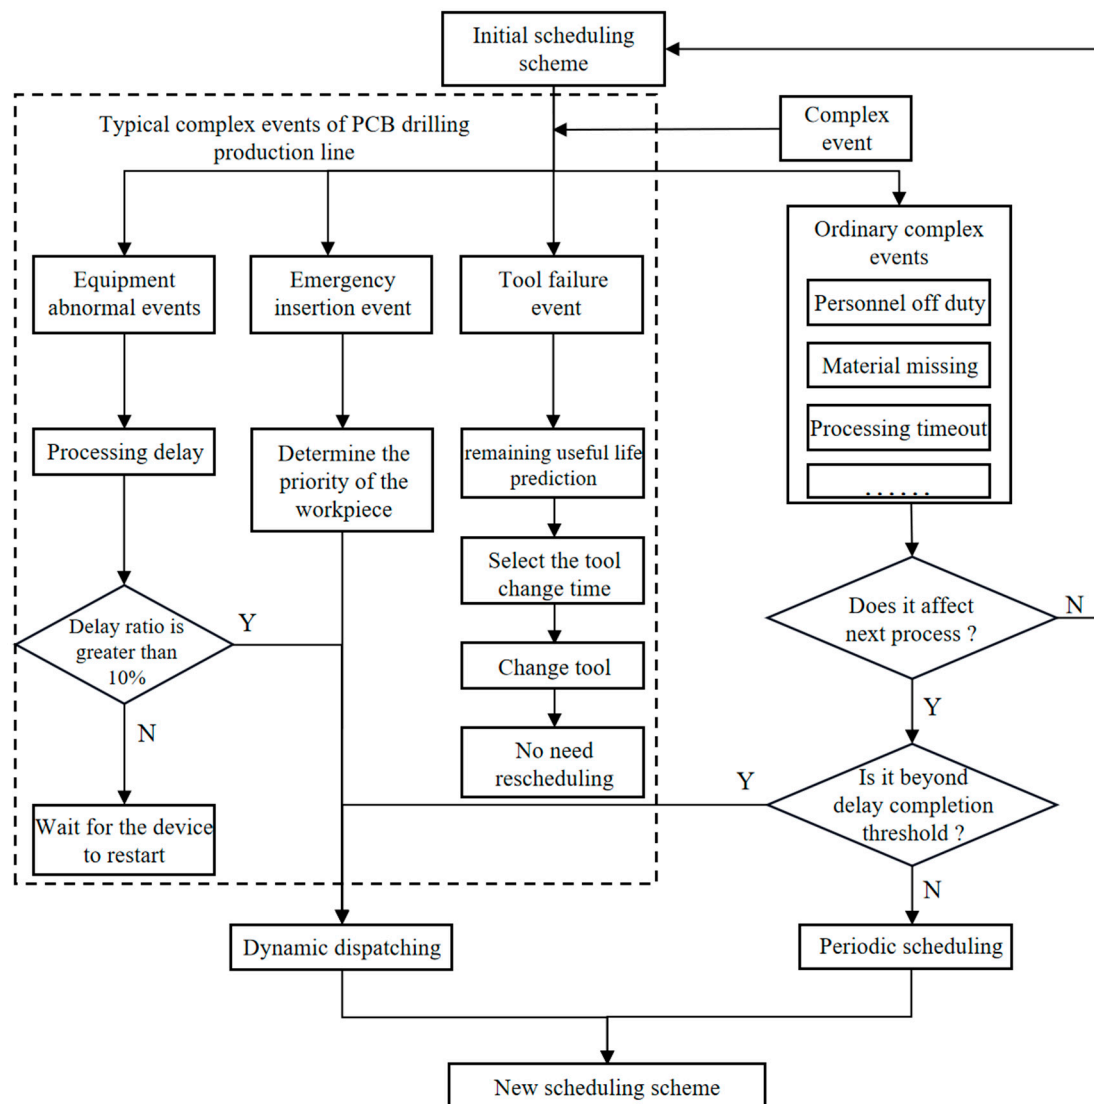 Initial scheduling
scheme
Typical complex events of PCB drilling
production line
Complex
event
Equipment
abnormal events
Emergency
insertion event
Tool failure
event
Ordinary complex
events
Personnel off duty
Material missing
Processing timeout
......
Processing delay
Determine the
priority of the
workpiece
remaining useful life
prediction
Select the tool
change time
Change tool
No need
rescheduling
Delay ratio is
greater than
10%
Y
N
Wait for the device
to restart
Does it affect
next process ?
N
Y
Is it beyond
delay completion
threshold ?
Y
N
Dynamic dispatching
Periodic scheduling
New scheduling scheme